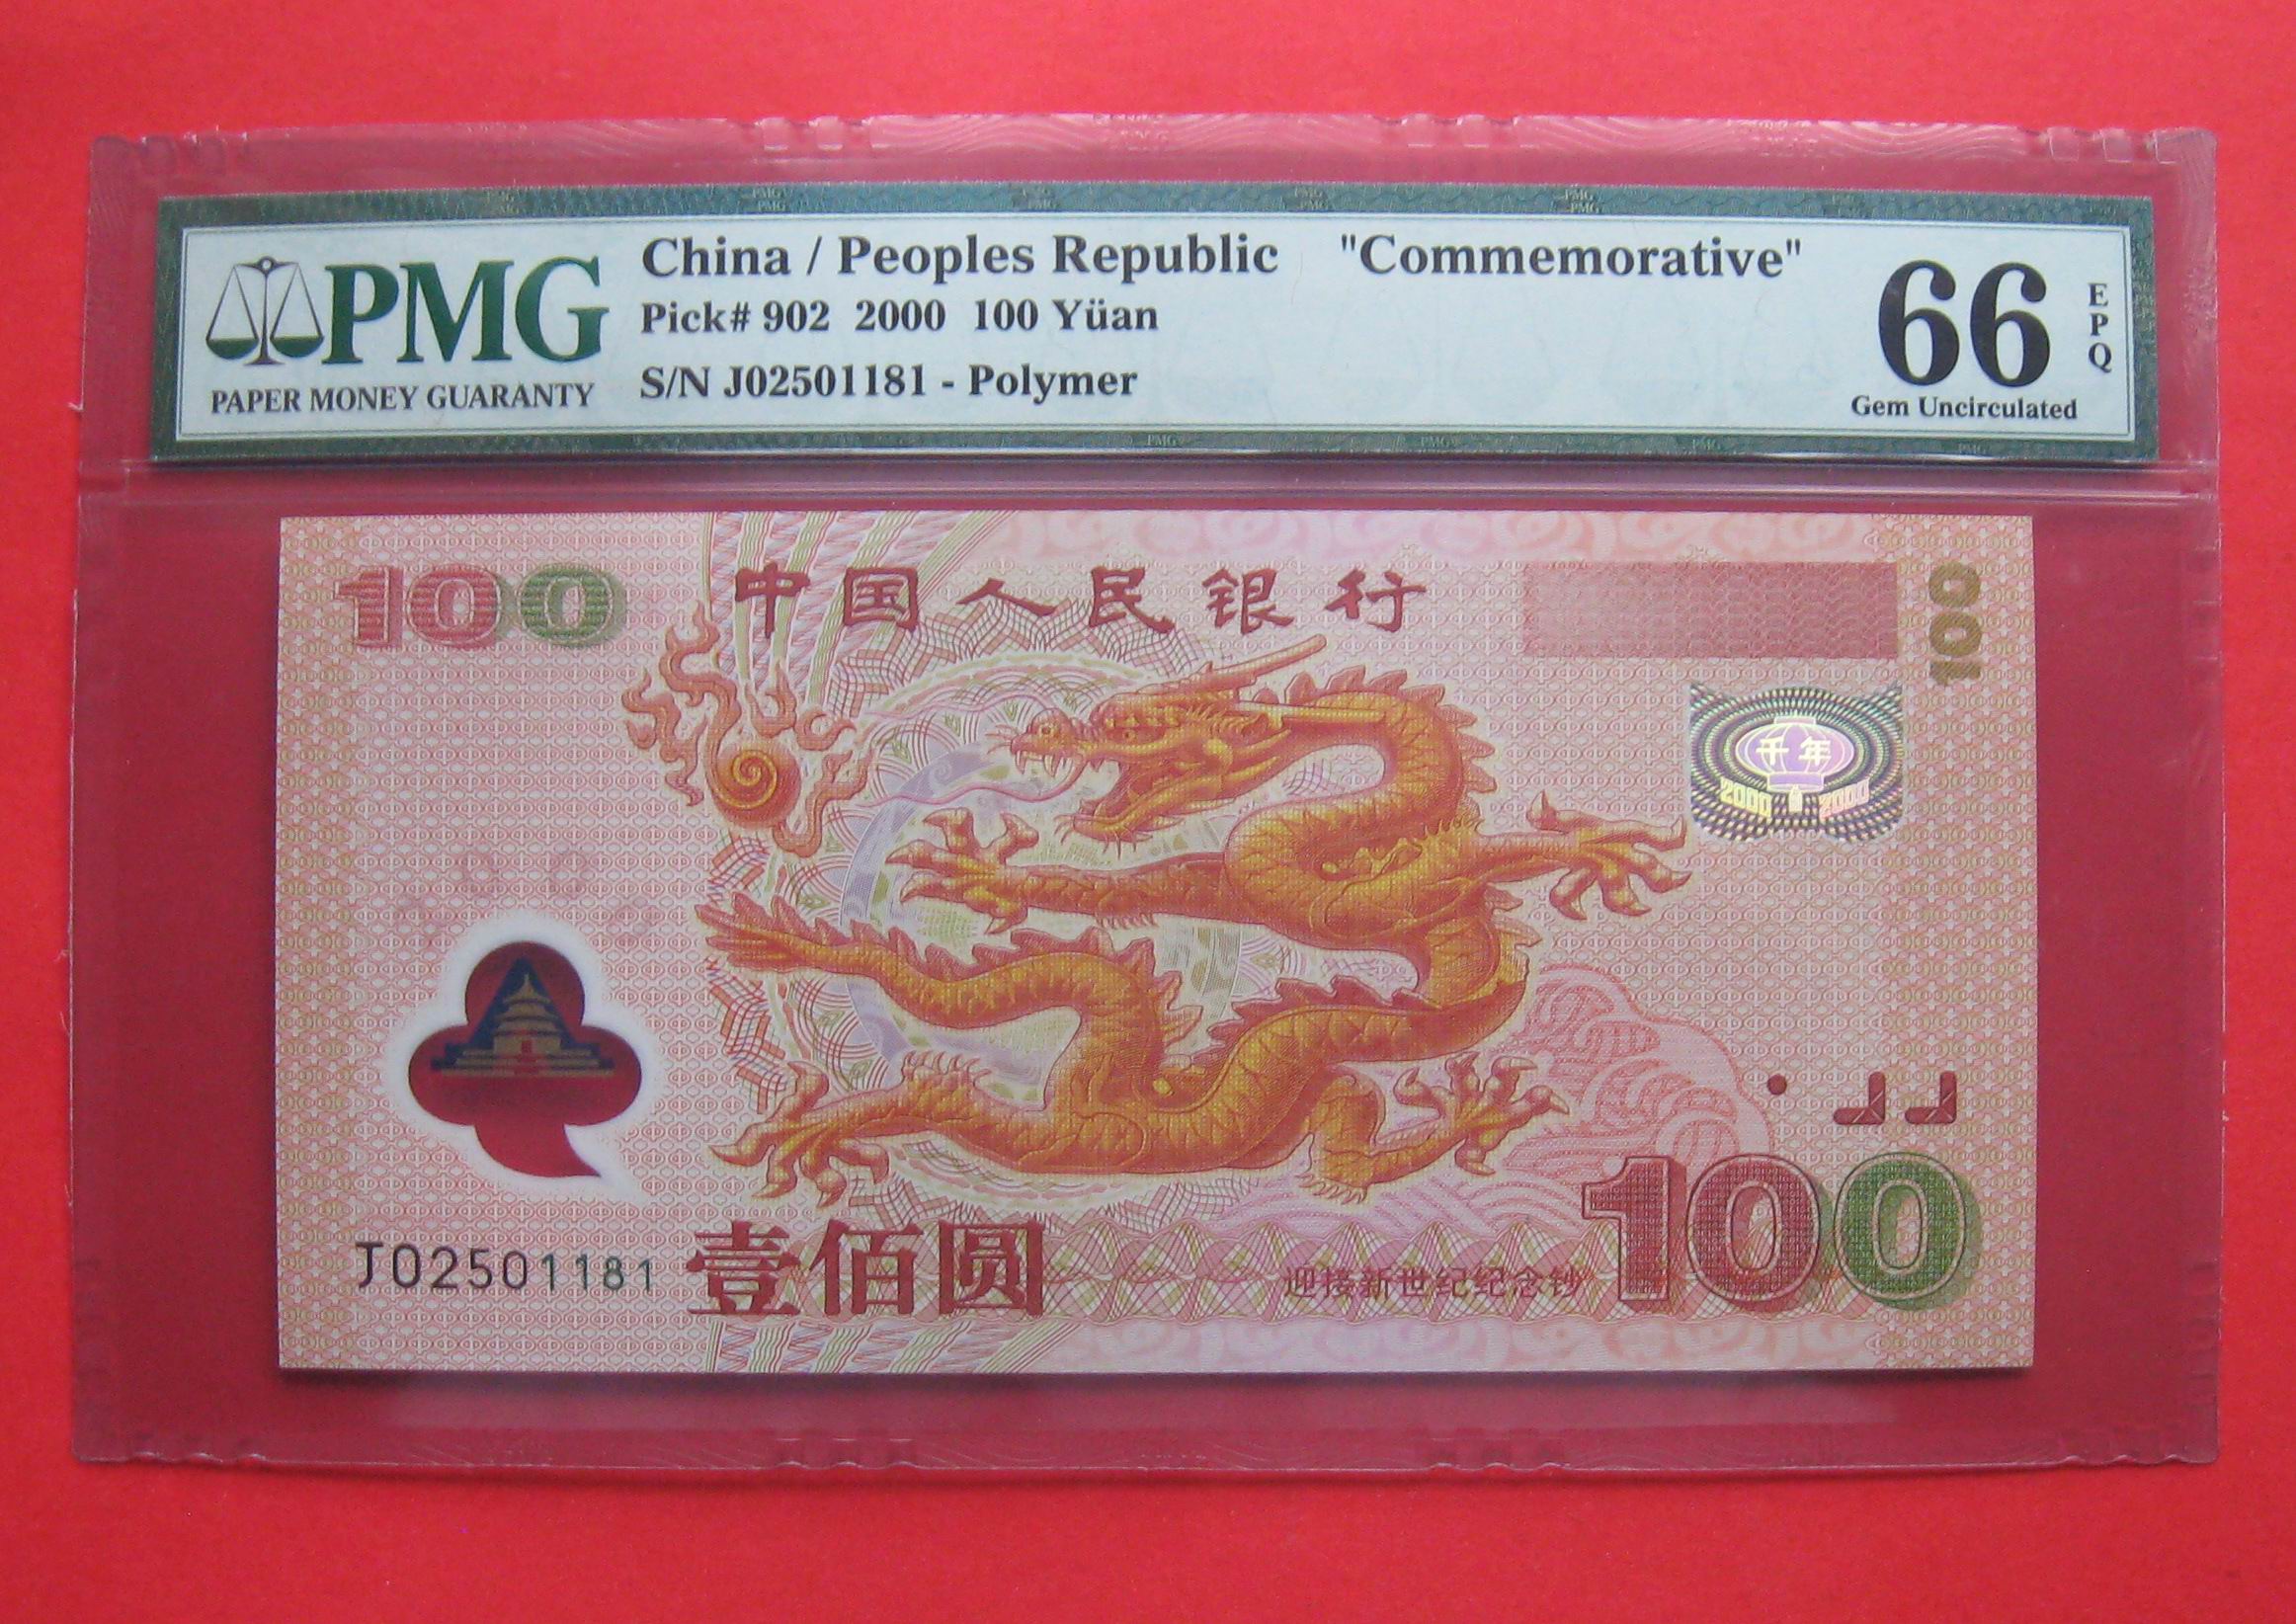 PMG
PAPER MONEY GUARANTY
China / Peoples Republic "Commemorative"
Pick# 902 2000 100 Yüan
S/N J02501181 - Polymer
66
EPQ
Gem Uncirculated
100
中国人民银行
100
千年
2000 2000
J02501181
壹佰圆
迎接新世纪纪念钞
100